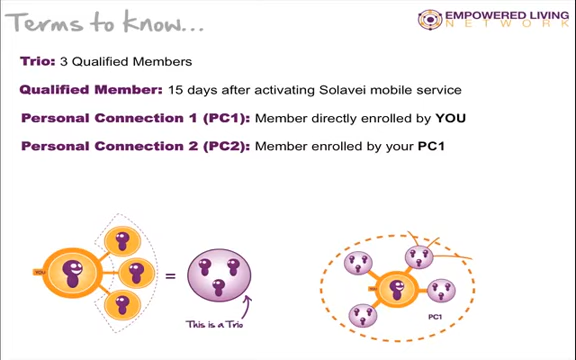 Terms to know...
EMPOWERED LIVING
NETWORK
Trio: 3 Qualified Members
Qualified Member: 15 days after activating Solavei mobile service
Personal Connection 1 (PC1): Member directly enrolled by YOU
Personal Connection 2 (PC2): Member enrolled by your PC1
YOU
=
This is a Trio
PC1